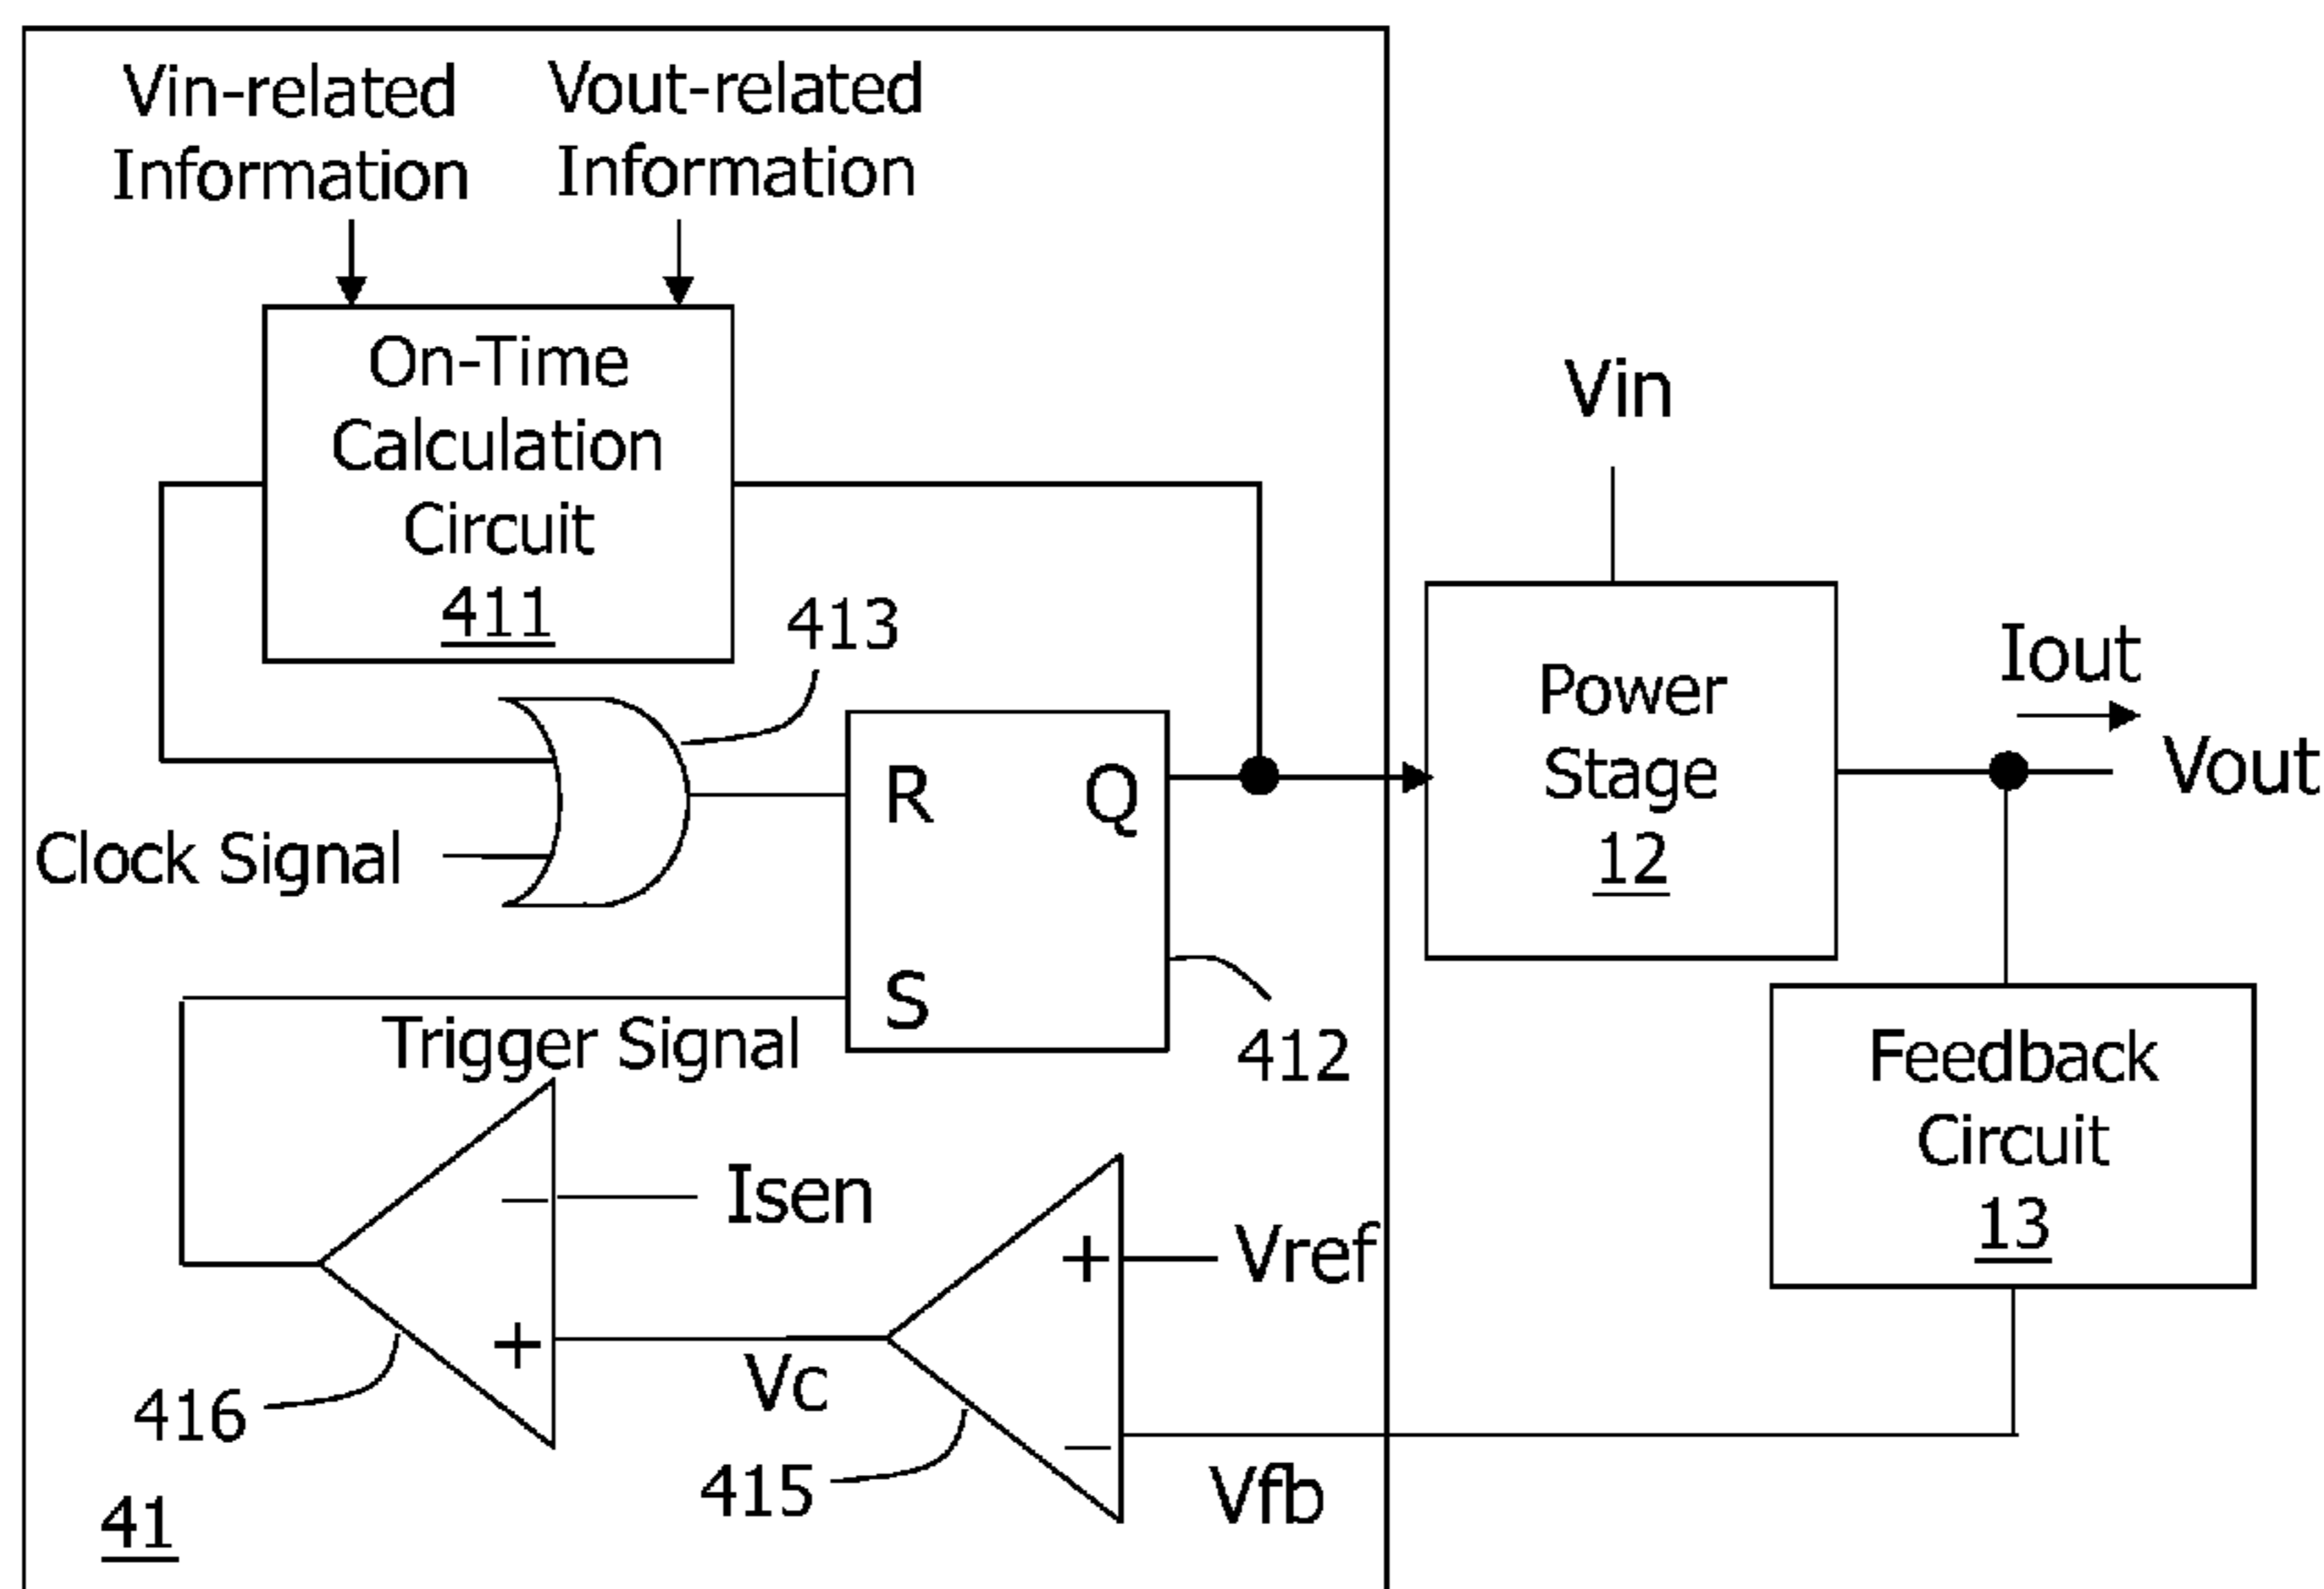 Vin-related
Information
Vout-related
Information
On-Time
Calculation
Circuit
411
413
Vin
Iout
Vout
Power
Stage
12
R
Q
S
Clock Signal
Trigger Signal
412
Feedback
Circuit
13
Isen
−
+
Vref
+
−
Vc
Vfb
416
415
41